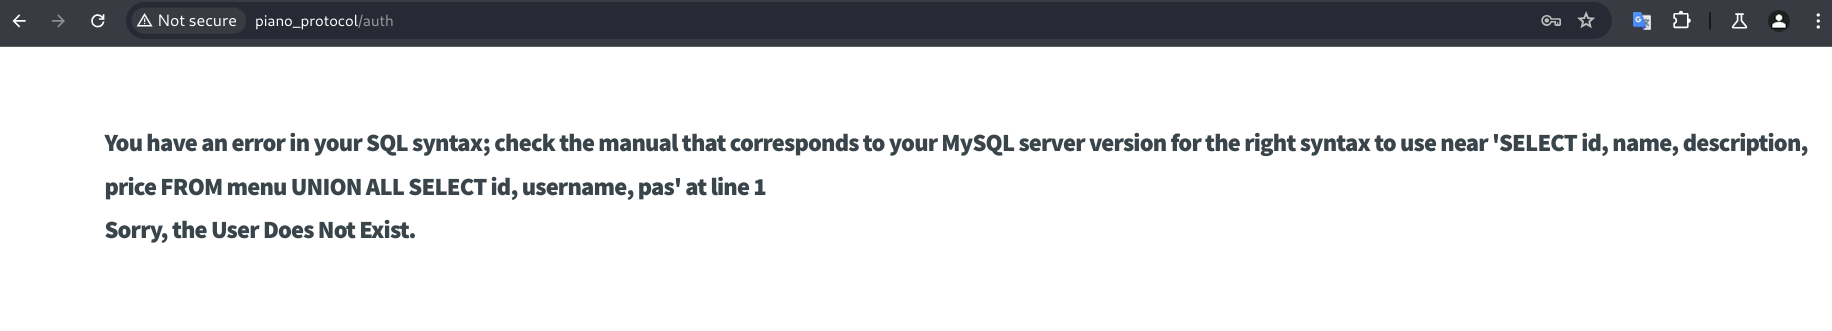 Not secure piano_protocol/auth
You have an error in your SQL syntax; check the manual that corresponds to your MySQL server version for the right syntax to use near 'SELECT id, name, description,
price FROM menu UNION ALL SELECT id, username, pas' at line 1
Sorry, the User Does Not Exist.